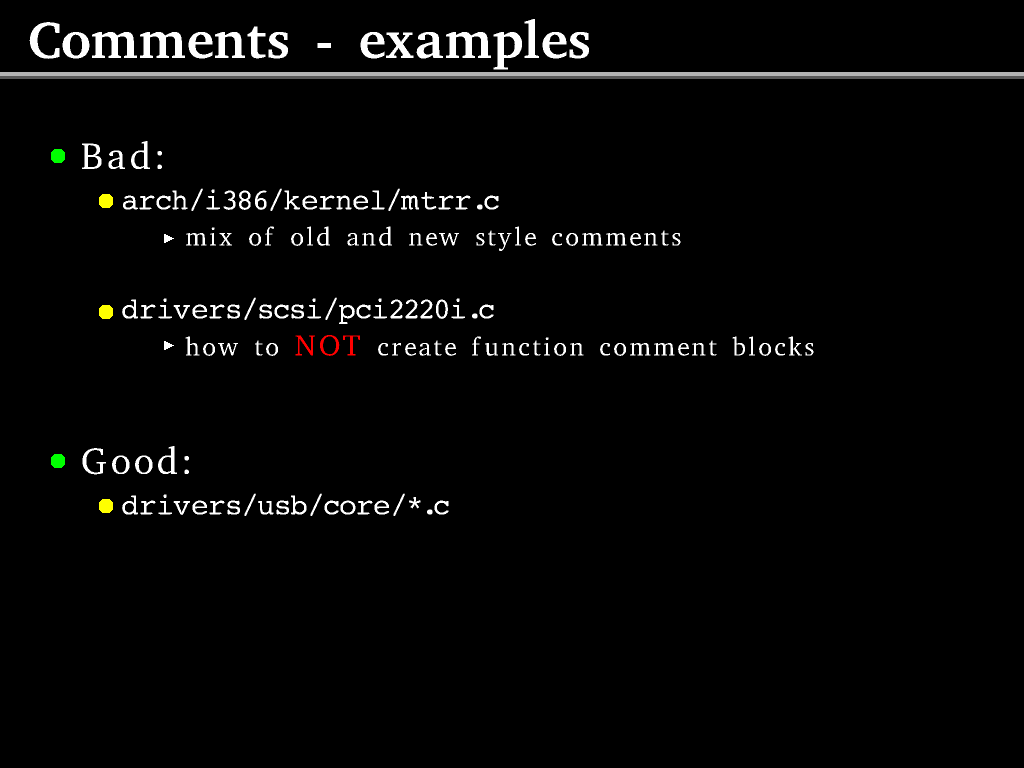 Comments - examples
Bad:
arch/i386/kernel/mtrr.c
mix of old and new style comments
drivers/scsi/pci2220i.c
how to NOT create function comment blocks
Good:
drivers/usb/core/*.c